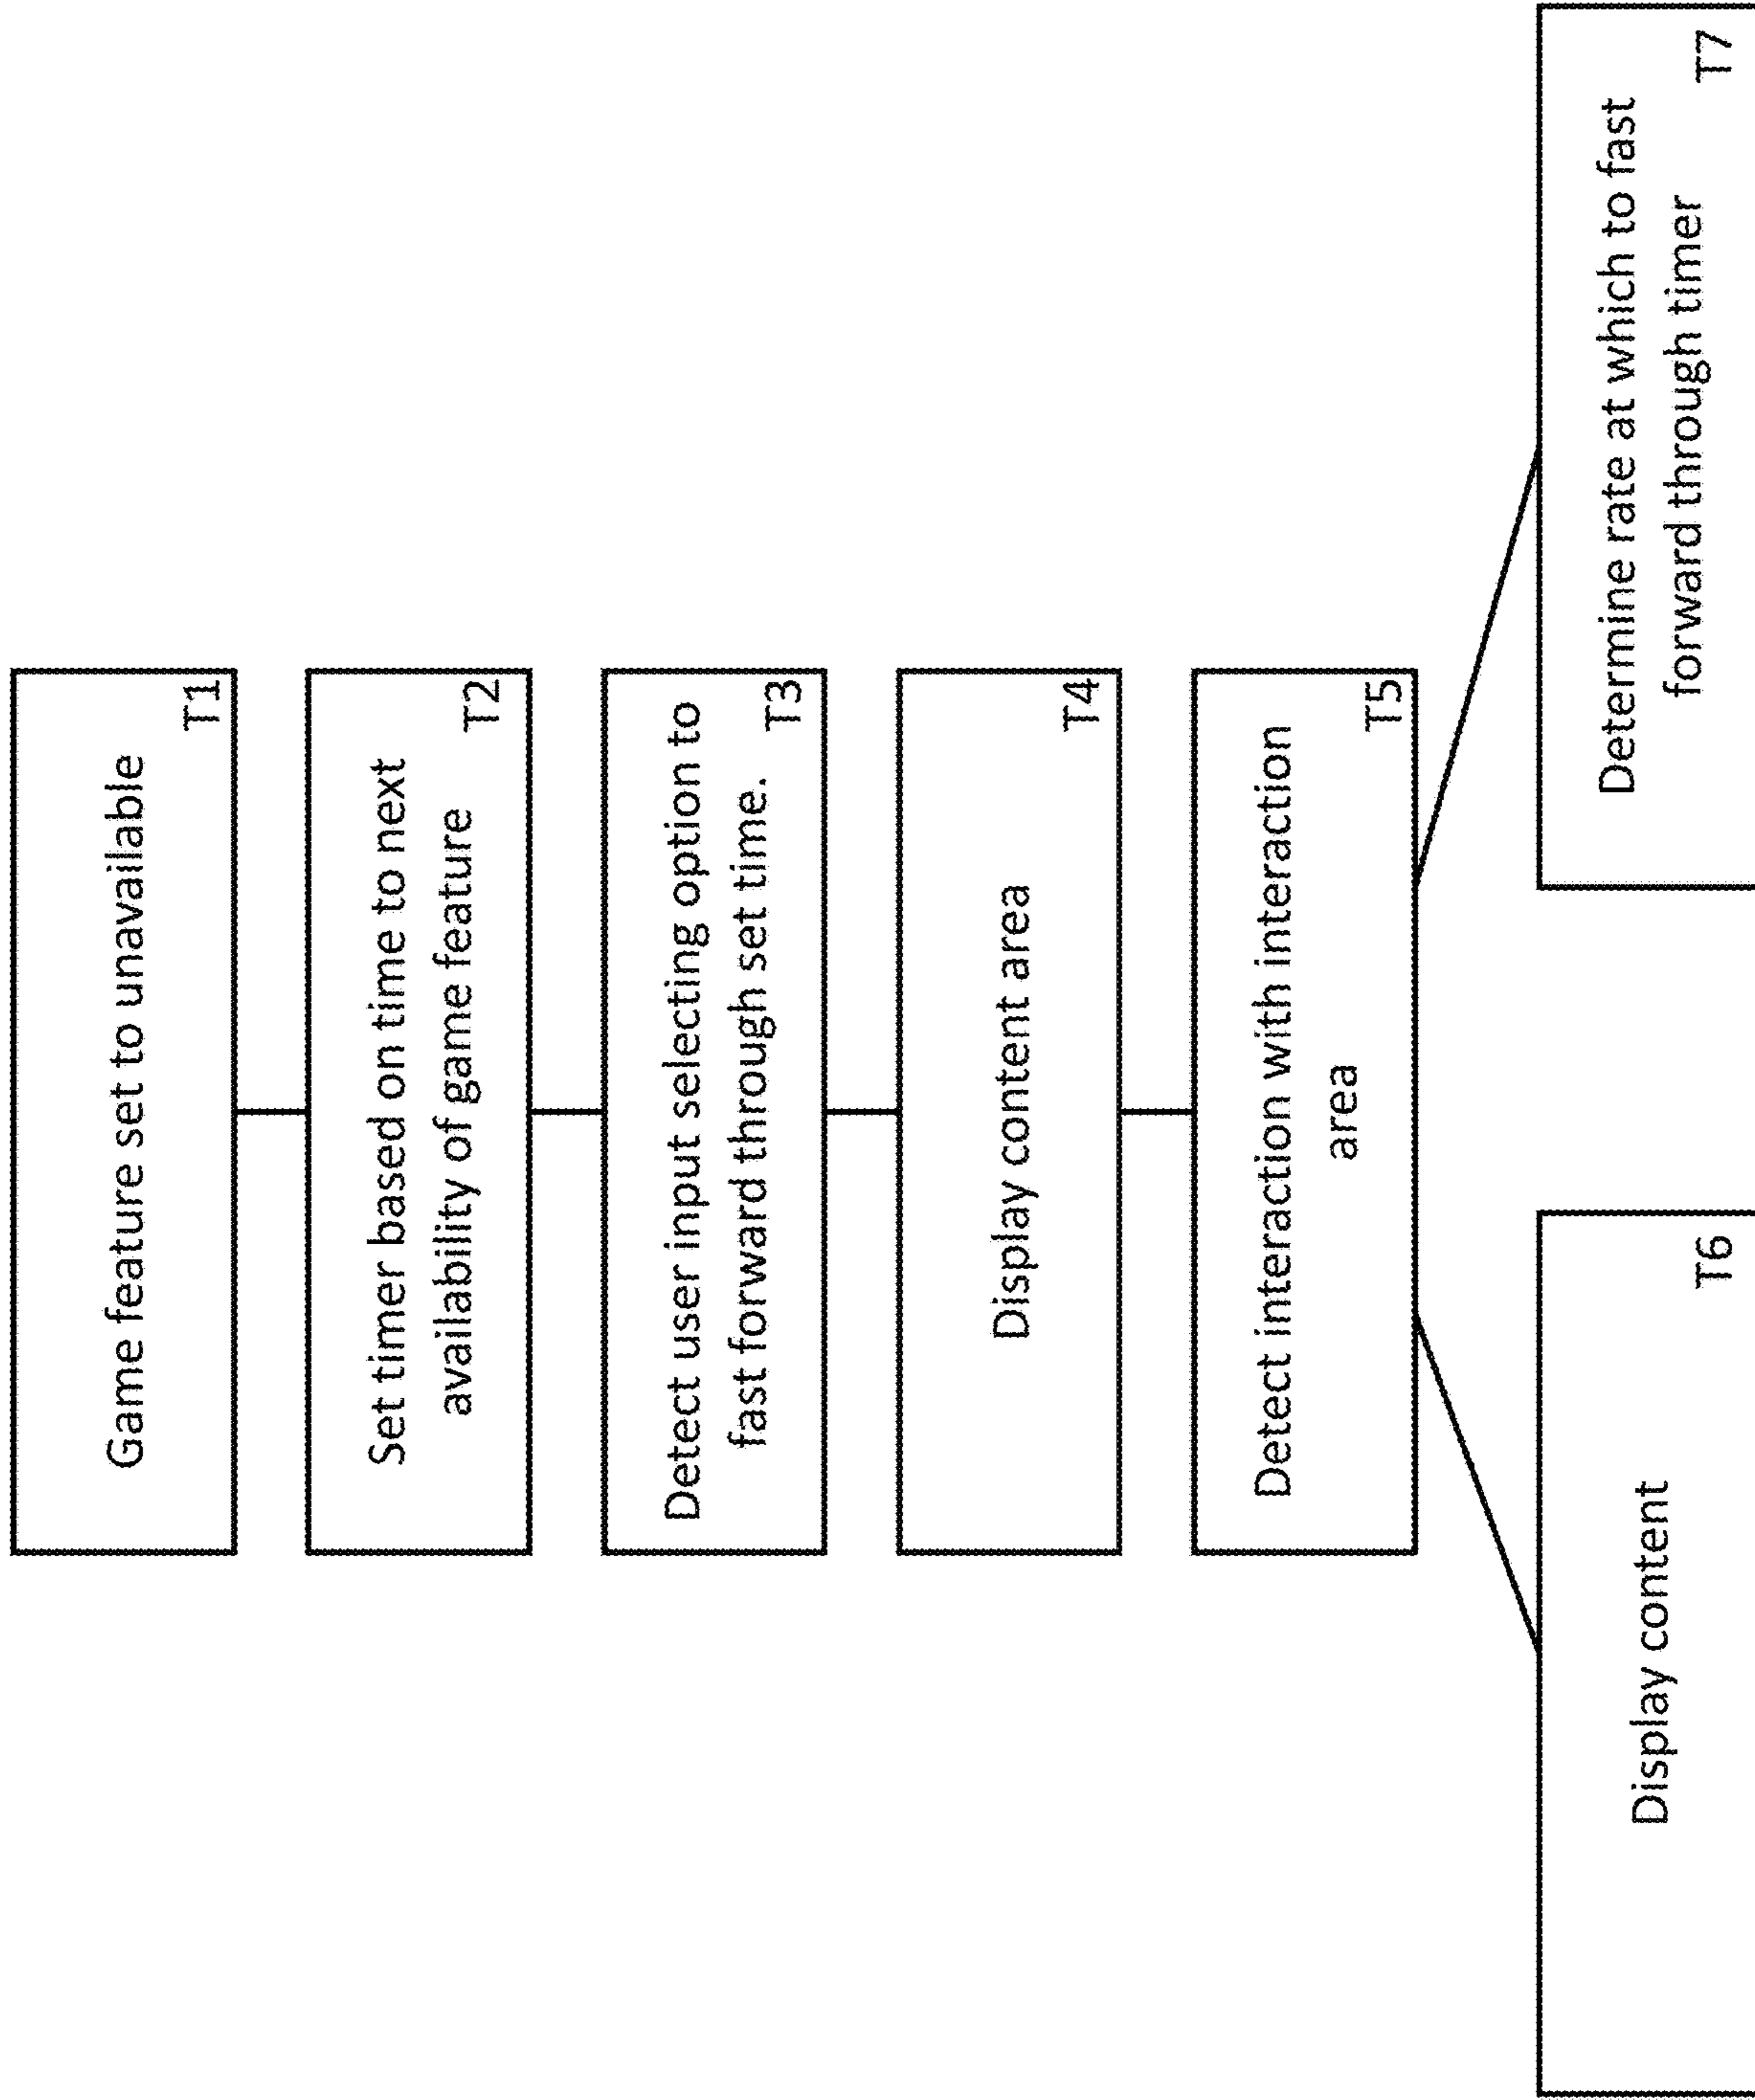 Game feature set to unavailable
T1
Set timer based on time to next
availability of game feature
T2
Detect user input selecting option to
fast forward through set time.
T3
Display content area
T4
Detect interaction with interaction
area
T5
Display content
T6
Determine rate at which to fast
forward through timer
T7